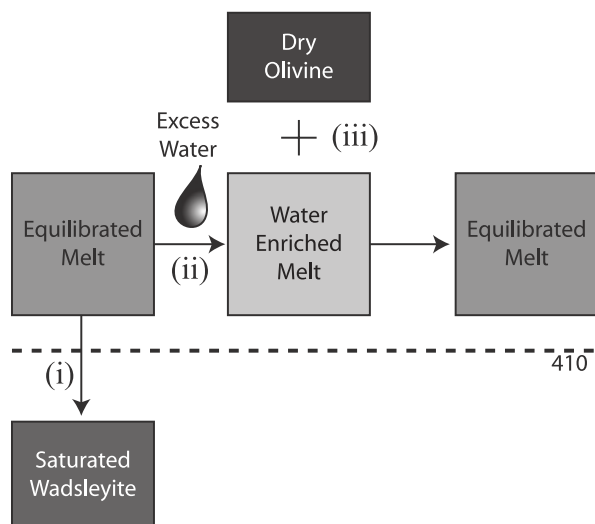 Dry
Olivine
Excess
Water
(iii)
Equilibrated
Melt
(ii)
Water
Enriched
Melt
Equilibrated
Melt
410
(i)
Saturated
Wadsleyite